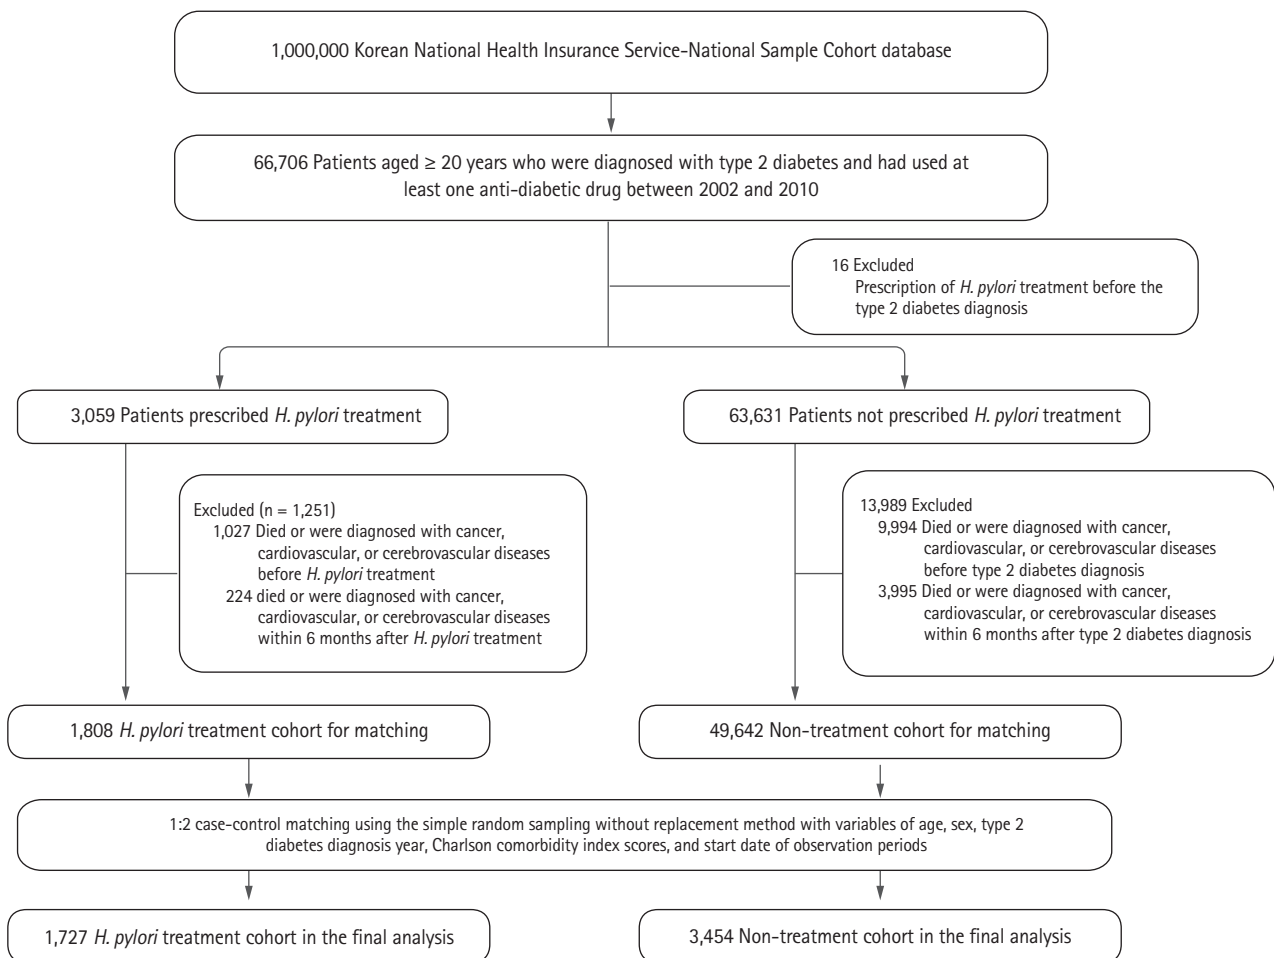 1,000,000 Korean National Health Insurance Service-National Sample Cohort database
66,706 Patients aged ≥ 20 years who were diagnosed with type 2 diabetes and had used at
least one anti-diabetic drug between 2002 and 2010
16 Excluded
Prescription of H. pylori treatment before the
type 2 diabetes diagnosis
3,059 Patients prescribed H. pylori treatment
63,631 Patients not prescribed H. pylori treatment
Excluded (n = 1,251)
1,027 Died or were diagnosed with cancer,
cardiovascular, or cerebrovascular diseases
before H. pylori treatment
224 died or were diagnosed with cancer,
cardiovascular, or cerebrovascular diseases
within 6 months after H. pylori treatment
13,989 Excluded
9,994 Died or were diagnosed with cancer,
cardiovascular, or cerebrovascular diseases
before type 2 diabetes diagnosis
3,995 Died or were diagnosed with cancer,
cardiovascular, or cerebrovascular diseases
within 6 months after type 2 diabetes diagnosis
1,808 H. pylori treatment cohort for matching
49,642 Non-treatment cohort for matching
1:2 case-control matching using the simple random sampling without replacement method with variables of age, sex, type 2
diabetes diagnosis year, Charlson comorbidity index scores, and start date of observation periods
1,727 H. pylori treatment cohort in the final analysis
3,454 Non-treatment cohort in the final analysis